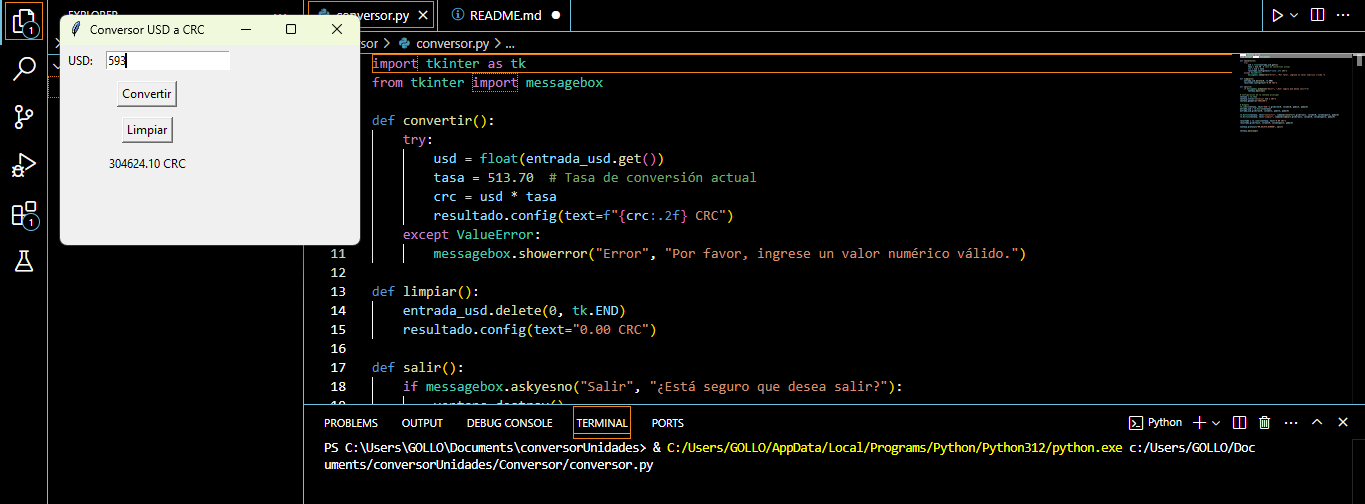 EXPLORER
conversor.py
README.md
Conversor USD a CRC
USD: 593
Convertir
Limpiar
304624.10 CRC
conversor.py > ...
import tkinter as tk
from tkinter import messagebox
def convertir():
try:
usd = float(entrada_usd.get())
tasa = 513.70  # Tasa de conversión actual
crc = usd * tasa
resultado.config(text=f"{crc:.2f} CRC")
except ValueError:
11 messagebox.showerror("Error", "Por favor, ingrese un valor numérico válido.")
12
13 def limpiar():
14 entrada_usd.delete(0, tk.END)
15 resultado.config(text="0.00 CRC")
16
17 def salir():
18 if messagebox.askyesno("Salir", "¿Está seguro que desea salir?"):
PROBLEMS OUTPUT DEBUG CONSOLE TERMINAL PORTS
Python
PS C:\Users\GOLLO\Documents\conversorUnidades> & C:/Users/GOLLO/AppData/Local/Programs/Python/Python312/python.exe c:/Users/GOLLO/Doc
uments/conversorUnidades/Conversor/conversor.py
1
1